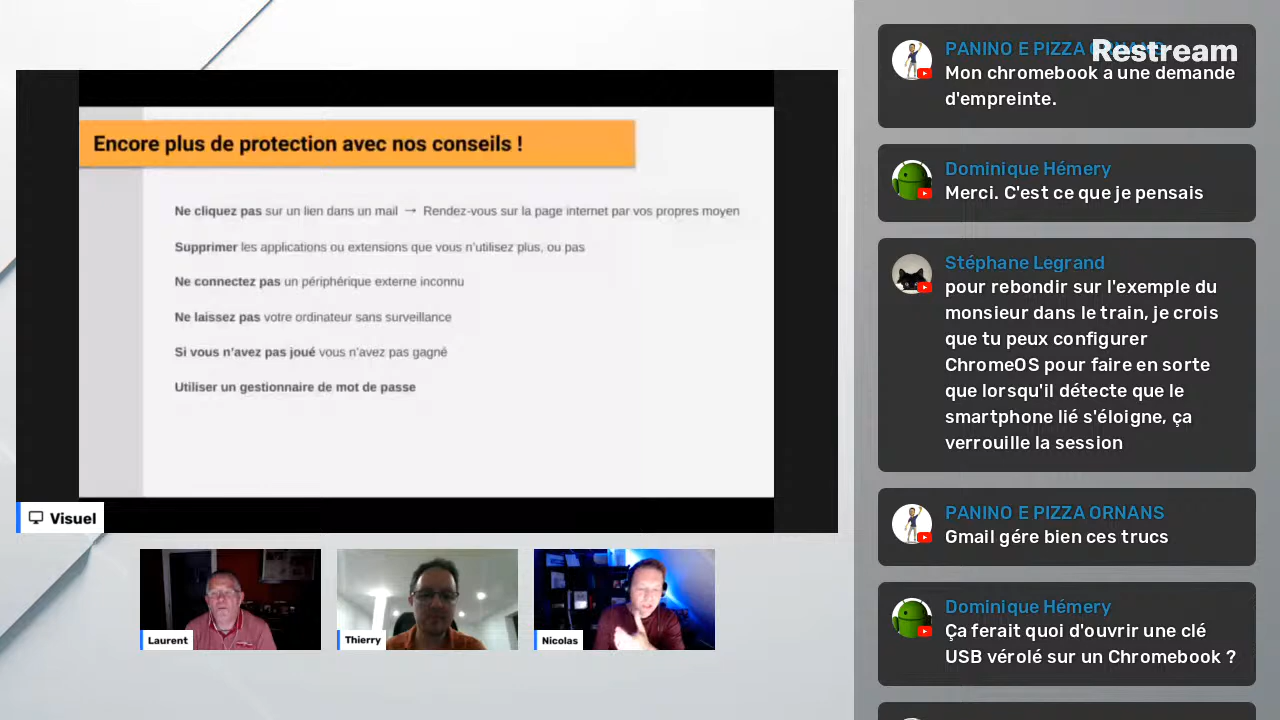 Encore plus de protection avec nos conseils !
Ne cliquez pas sur un lien dans un mail → Rendez-vous sur la page internet par vos propres moyen
Supprimer les applications ou extensions que vous n'utilisez plus, ou pas
Ne connectez pas un périphérique externe inconnu
Ne laissez pas votre ordinateur sans surveillance
Si vous n'avez pas joué vous n'avez pas gagné
Utiliser un gestionnaire de mot de passe
Visuel
Laurent
Thierry
Nicolas
Restream
PANINO E PIZZA ORNANS
Mon chromebook a une demande
d'empreinte.
Dominique Hémery
Merci. C'est ce que je pensais
Stéphane Legrand
pour rebondir sur l'exemple du
monsieur dans le train, je crois
que tu peux configurer
ChromeOS pour faire en sorte
que lorsqu'il détecte que le
smartphone lié s'éloigne, ça
verrouille la session
PANINO E PIZZA ORNANS
Gmail gére bien ces trucs
Dominique Hémery
Ça ferait quoi d'ouvrir une clé
USB vérolé sur un Chromebook ?